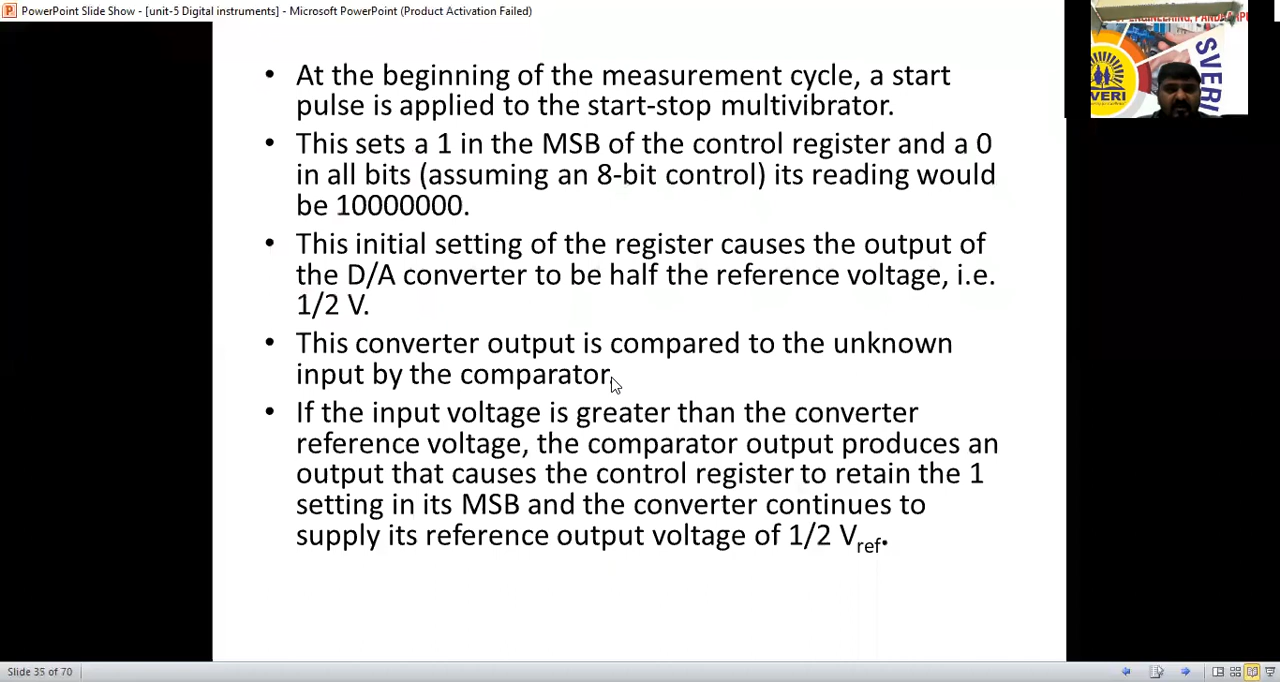 PowerPoint Slide Show - [unit-5 Digital instruments] - Microsoft PowerPoint (Product Activation Failed)
• At the beginning of the measurement cycle, a start
pulse is applied to the start-stop multivibrator.
• This sets a 1 in the MSB of the control register and a 0
in all bits (assuming an 8-bit control) its reading would
be 10000000.
• This initial setting of the register causes the output of
the D/A converter to be half the reference voltage, i.e.
1/2 V.
• This converter output is compared to the unknown
input by the comparator.
• If the input voltage is greater than the converter
reference voltage, the comparator output produces an
output that causes the control register to retain the 1
setting in its MSB and the converter continues to
supply its reference output voltage of 1/2 Vref.
SVERI
VERI
Slide 35 of 70